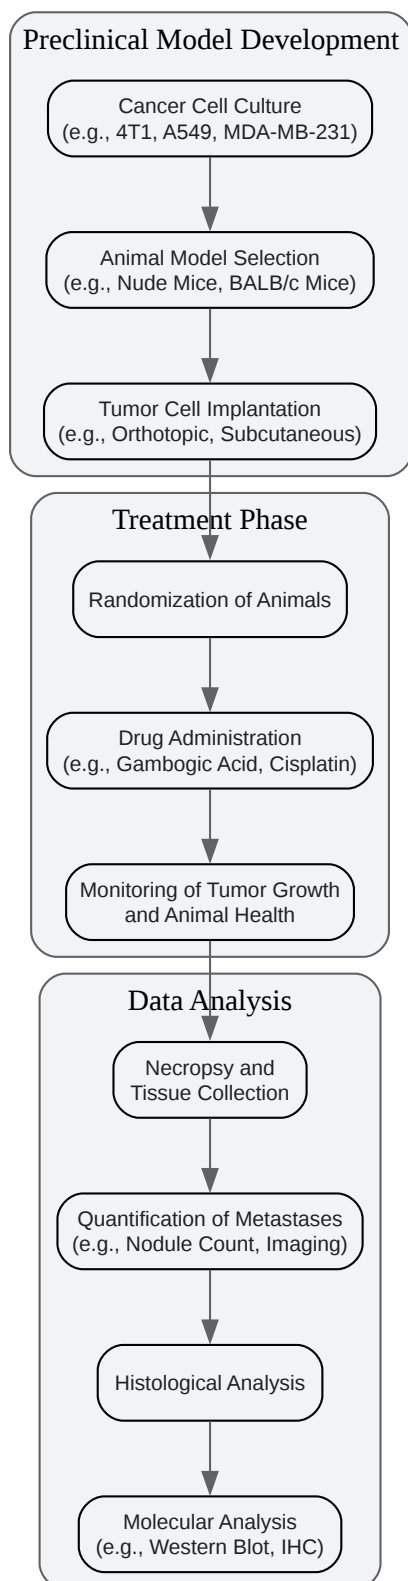 Preclinical Model Development
Cancer Cell Culture
(e.g., 4T1, A549, MDA-MB-231)
Animal Model Selection
(e.g., Nude Mice, BALB/c Mice)
Tumor Cell Implantation
(e.g., Orthotopic, Subcutaneous)
Treatment Phase
Randomization of Animals
Drug Administration
(e.g., Gambogic Acid, Cisplatin)
Monitoring of Tumor Growth
and Animal Health
Data Analysis
Necropsy and
Tissue Collection
Quantification of Metastases
(e.g., Nodule Count, Imaging)
Histological Analysis
Molecular Analysis
(e.g., Western Blot, IHC)